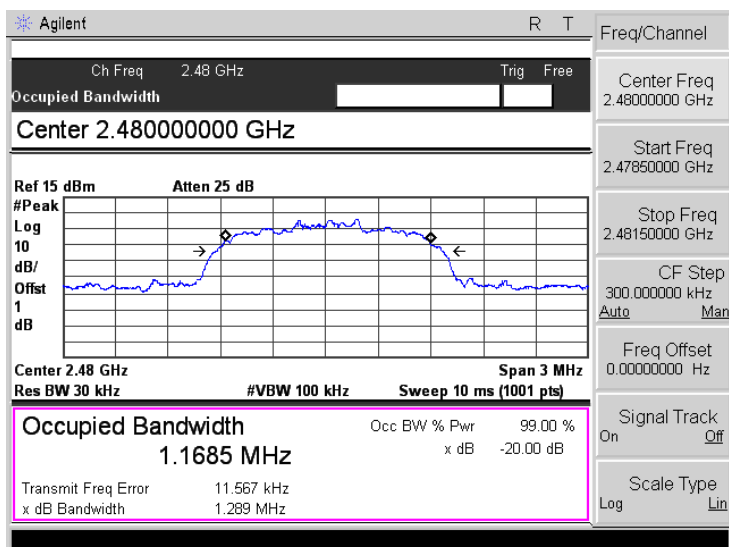 Agilent R T
Freq/Channel
Ch Freq 2.48 GHz Trig Free
Occupied Bandwidth
Center 2.480000000 GHz
Ref 15 dBm Atten 25 dB
#Peak
Log
10
dB/
Offst
1
dB
Center 2.48 GHz Span 3 MHz
Res BW 30 kHz #VBW 100 kHz Sweep 10 ms (1001 pts)
Occupied Bandwidth Occ BW % Pwr 99.00 %
1.1685 MHz x dB -20.00 dB
Transmit Freq Error 11.567 kHz
x dB Bandwidth 1.289 MHz
Center Freq
2.48000000 GHz
Start Freq
2.47850000 GHz
Stop Freq
2.48150000 GHz
CF Step
300.000000 kHz
Auto Man
Freq Offset
0.00000000 Hz
Signal Track
On Off
Scale Type
Log Lin